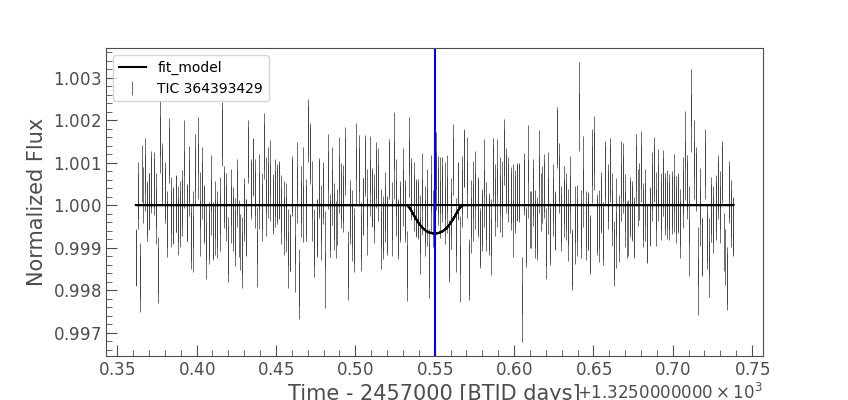 fit_model
TIC 364393429
1.003
1.002
1.001
1.000
0.999
0.998
0.997
Normalized Flux
0.35 0.40 0.45 0.50 0.55 0.60 0.65 0.70 0.75
Time - 2457000 [BTJD days]
+1.3250000000 × 10³